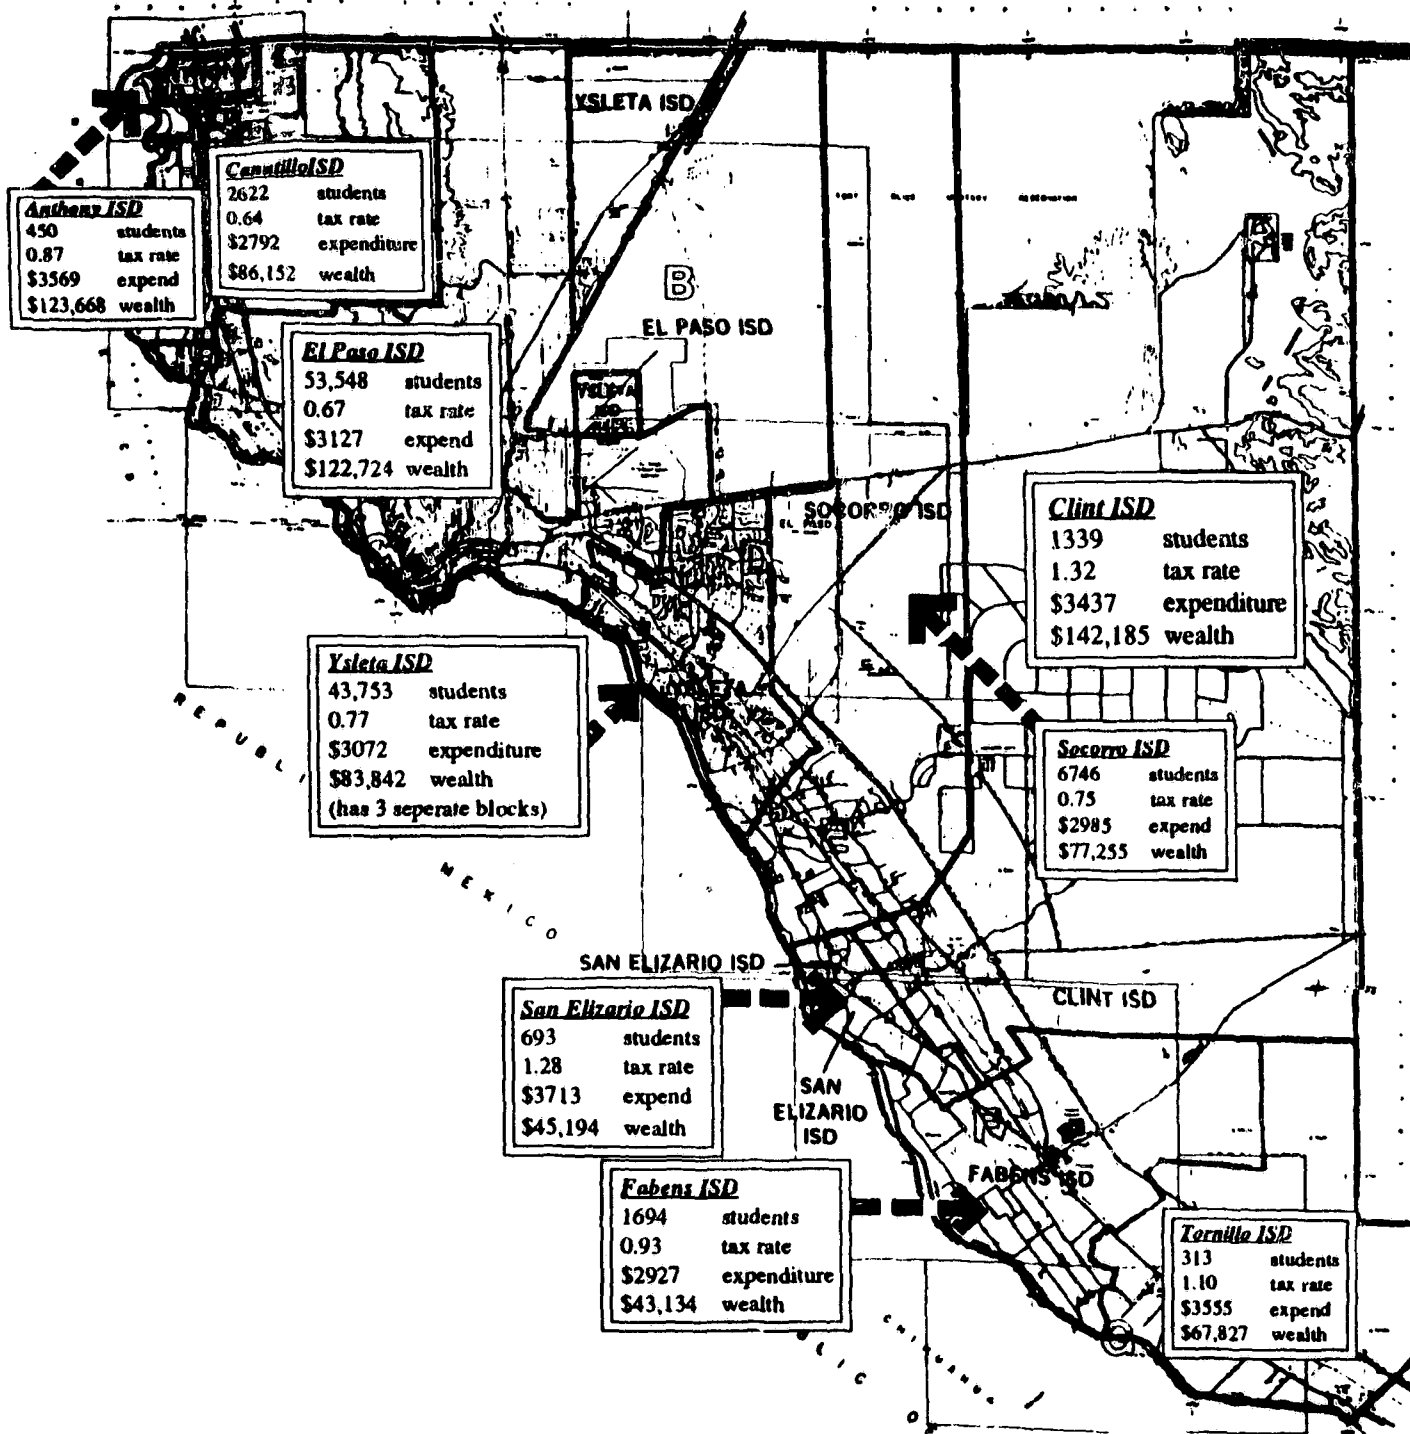 YSLETA ISD
CanutilloISD
2622 students
0.64 tax rate
$2792 expenditure
$86,152 wealth
Anthony ISD
450 students
0.87 tax rate
$3569 expend
$123,668 wealth
B
EL PASO ISD
El Paso ISD
53,548 students
0.67 tax rate
$3127 expend
$122,724 wealth
YSLETA
ISD
SOCORRO ISD
EL PASO
Clint ISD
1339 students
1.32 tax rate
$3437 expenditure
$142,185 wealth
Ysleta ISD
43,753 students
0.77 tax rate
$3072 expenditure
$83,842 wealth
(has 3 seperate blocks)
REPUBLI
Socorro ISD
6746 students
0.75 tax rate
$2985 expend
$77,255 wealth
MEXICO
SAN ELIZARIO ISD
CLINT ISD
San Elizario ISD
693 students
1.28 tax rate
$3713 expend
$45,194 wealth
SAN
ELIZARIO
ISD
FABENS ISD
Fabens ISD
1694 students
0.93 tax rate
$2927 expenditure
$43,134 wealth
Tornillo ISD
313 students
1.10 tax rate
$3555 expend
$67,827 wealth
CHIHUAHUA